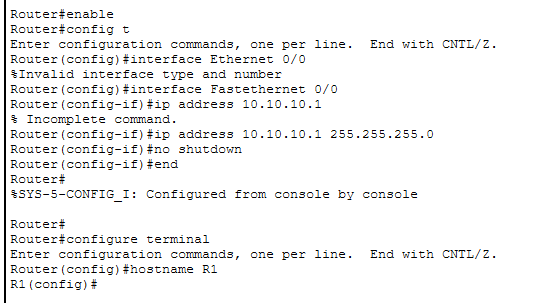 Router#enable
Router#config t
Enter configuration commands, one per line.  End with CNTL/Z.
Router(config)#interface Ethernet 0/0
%Invalid interface type and number
Router(config)#interface Fastethernet 0/0
Router(config-if)#ip address 10.10.10.1
% Incomplete command.
Router(config-if)#ip address 10.10.10.1 255.255.255.0
Router(config-if)#no shutdown
Router(config-if)#end
Router#
%SYS-5-CONFIG_I: Configured from console by console
Router#
Router#configure terminal
Enter configuration commands, one per line.  End with CNTL/Z.
Router(config)#hostname R1
R1(config)#